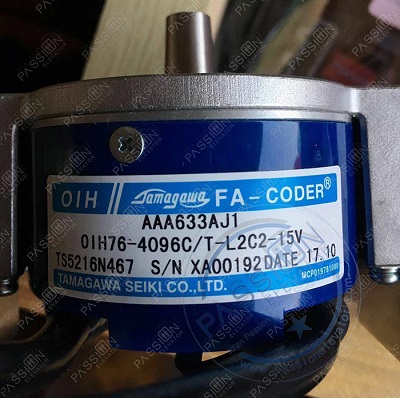 OIH Tamagawa FA-CODER®
AAA633AJ1
OIH76-4096C/T-L2C2-15V
TS5216N467 S/N XA00192 DATE 17.10
TAMAGAWA SEIKI CO.,LTD.
PASSION
ELEVATOR